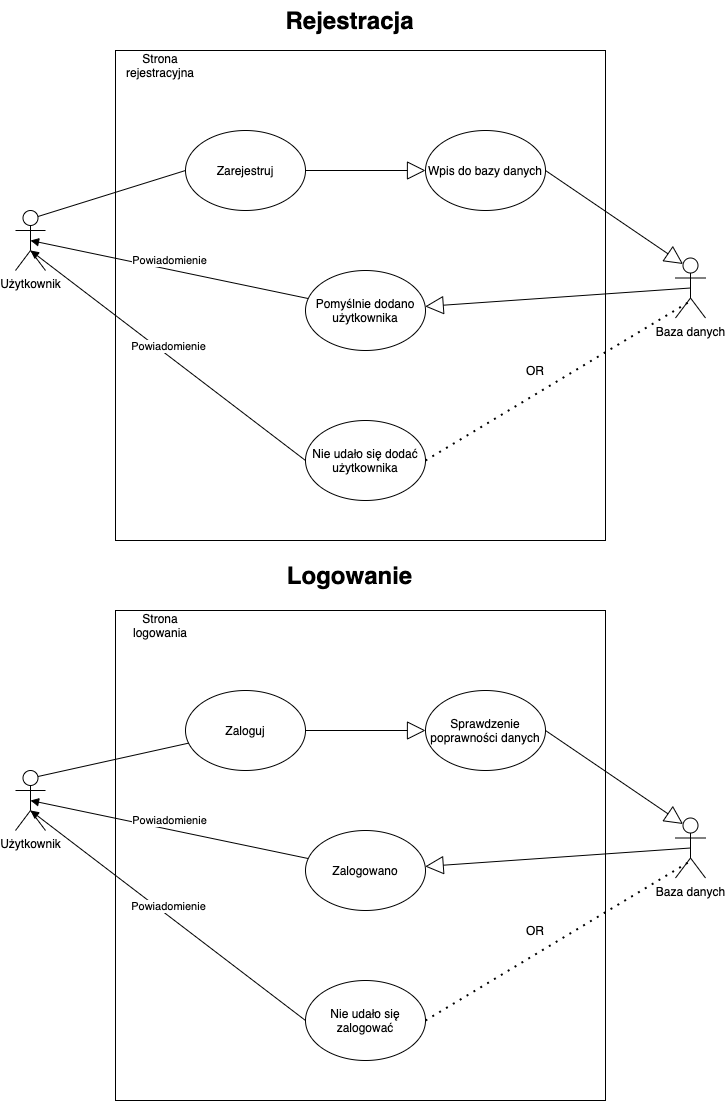 Rejestracja
Strona
rejestracyjna
Zarejestruj
Wpis do bazy danych
Powiadomienie
Użytkownik
Pomyślnie dodano
użytkownika
Baza danych
Powiadomienie
OR
Nie udało się dodać
użytkownika
Logowanie
Strona
logowania
Zaloguj
Sprawdzenie
poprawności danych
Powiadomienie
Użytkownik
Zalogowano
Baza danych
Powiadomienie
OR
Nie udało się
zalogować